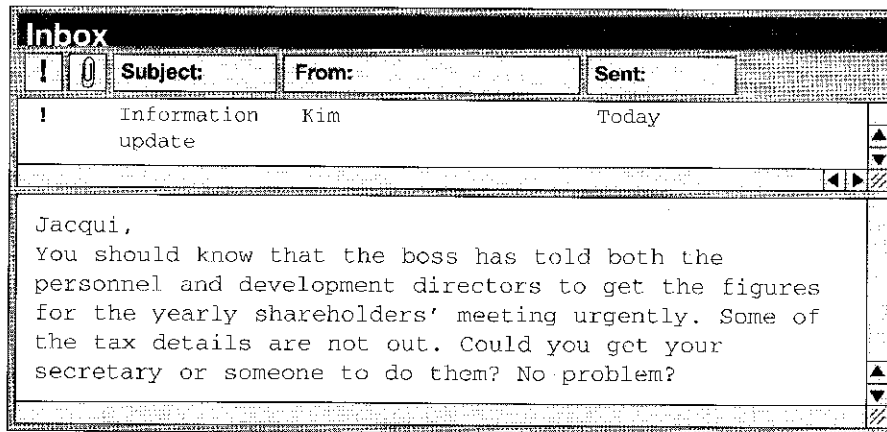 Inbox
! Subject: From: Sent:
! Information Kim Today
update
Jacqui,
You should know that the boss has told both the
personnel and development directors to get the figures
for the yearly shareholders' meeting urgently. Some of
the tax details are not out. Could you get your
secretary or someone to do them? No problem?